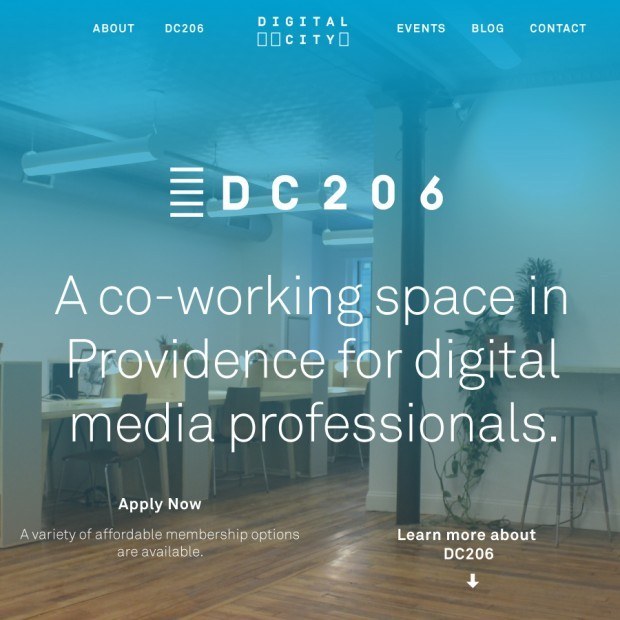 ABOUT DC206 DIGITAL CITY EVENTS BLOG CONTACT
DC206
A co-working space in
Providence for digital
media professionals.
Apply Now
A variety of affordable membership options
are available.
Learn more about
DC206